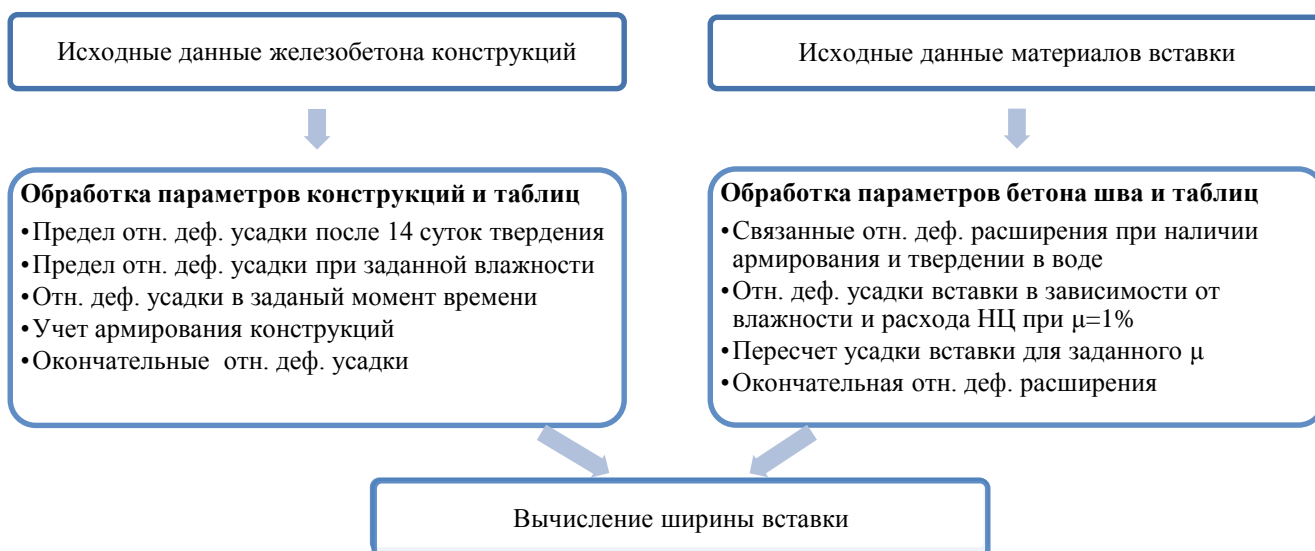 Исходные данные железобетона конструкций
Исходные данные материалов вставки
Обработка параметров конструкций и таблиц
•Предел отн. деф. усадки после 14 суток твердения
•Предел отн. деф. усадки при заданной влажности
•Отн. деф. усадки в заданый момент времени
•Учет армирования конструкций
•Окончательные отн. деф. усадки
Обработка параметров бетона шва и таблиц
•Связанные отн. деф. расширения при наличии
армирования и твердении в воде
•Отн. деф. усадки вставки в зависимости от
влажности и расхода НЦ при μ=1%
•Пересчет усадки вставки для заданного μ
•Окончательная отн. деф. расширения
Вычисление ширины вставки